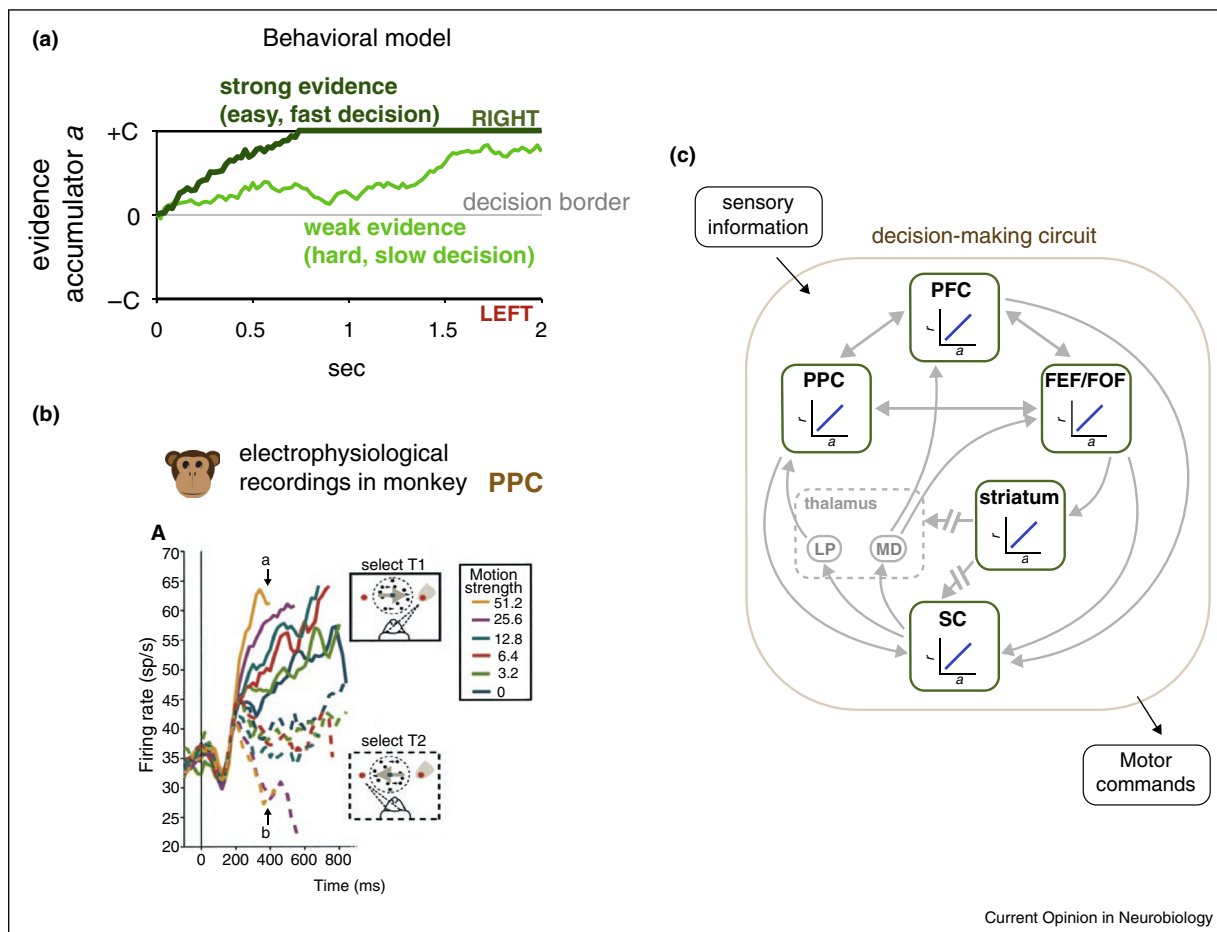 (a)
Behavioral model
strong evidence
(easy, fast decision)
RIGHT
+C
0
−C
evidence
accumulator a
decision border
weak evidence
(hard, slow decision)
LEFT
0 0.5 1 1.5 2
sec
(b)
electrophysiological
recordings in monkey PPC
A
70
65
60
55
50
45
40
35
30
25
20
Firing rate (sp/s)
a
b
select T1
select T2
Motion
strength
51.2
25.6
12.8
6.4
3.2
0
0 200 400 600 800
Time (ms)
(c)
sensory
information
decision-making circuit
PFC
r
a
PPC
r
a
FEF/FOF
r
a
thalamus
LP
MD
striatum
r
a
SC
r
a
Motor
commands
Current Opinion in Neurobiology